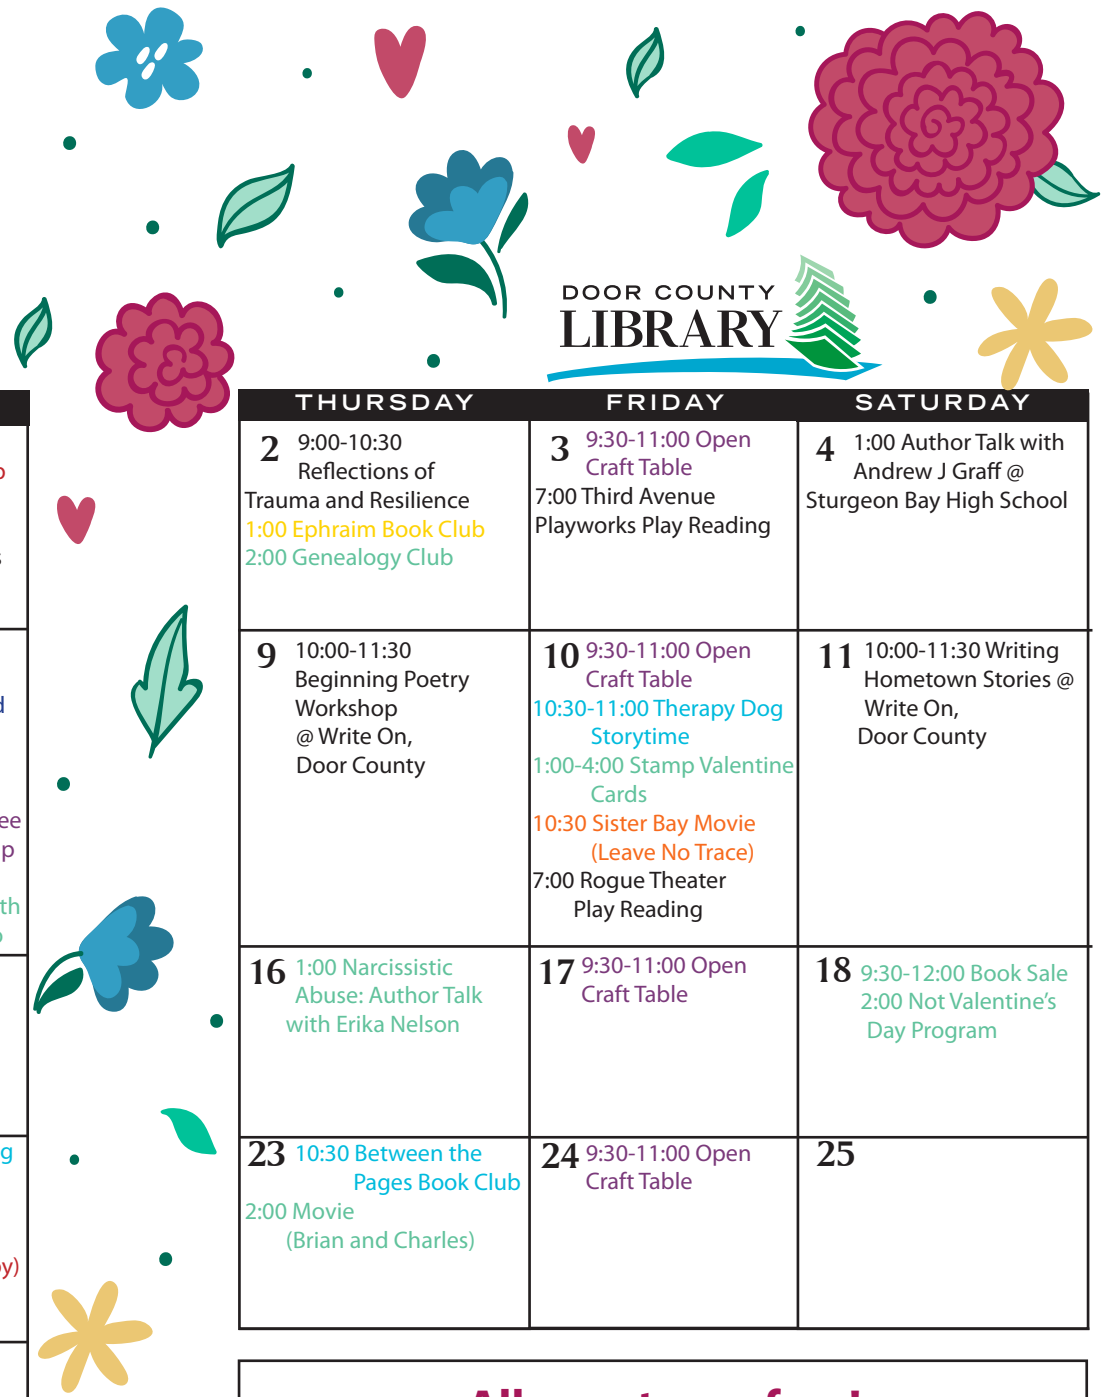 DOOR COUNTY
LIBRARY
THURSDAY
FRIDAY
SATURDAY
2 9:00-10:30
Reflections of
Trauma and Resilience
1:00 Ephraim Book Club
2:00 Genealogy Club
3 9:30-11:00 Open
Craft Table
7:00 Third Avenue
Playworks Play Reading
4 1:00 Author Talk with
Andrew J Graff @
Sturgeon Bay High School
9 10:00-11:30
Beginning Poetry
Workshop
@ Write On,
Door County
10 9:30-11:00 Open
Craft Table
10:30-11:00 Therapy Dog
Storytime
1:00-4:00 Stamp Valentine
Cards
10:30 Sister Bay Movie
(Leave No Trace)
7:00 Rogue Theater
Play Reading
11 10:00-11:30 Writing
Hometown Stories @
Write On,
Door County
16 1:00 Narcissistic
Abuse: Author Talk
with Erika Nelson
17 9:30-11:00 Open
Craft Table
18 9:30-12:00 Book Sale
2:00 Not Valentine's
Day Program
23 10:30 Between the
Pages Book Club
2:00 Movie
(Brian and Charles)
24 9:30-11:00 Open
Craft Table
25